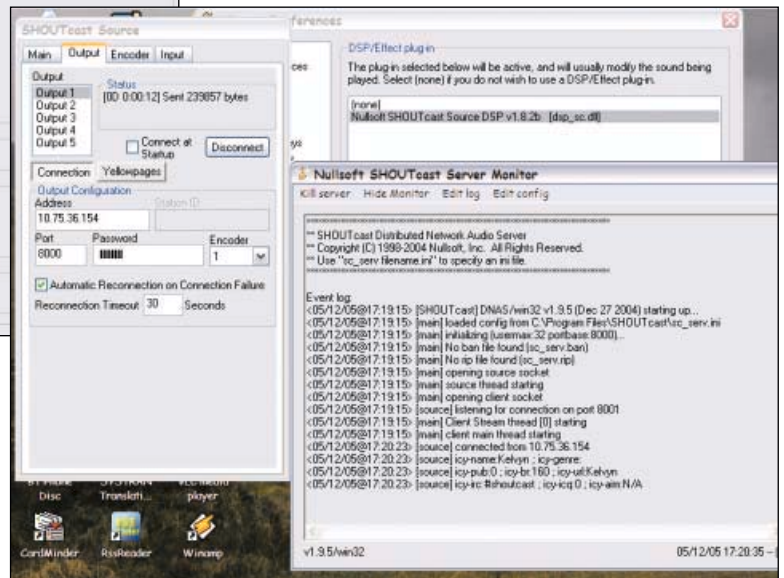 SHOUTcast Source
Main Output Encoder Input
Output
Output 1
Output 2
Output 3
Output 4
Output 5
Status
[0D 0:00:12] Sent 239857 bytes
Connect at Startup
Disconnect
Connection Yellowpages
Output Configuration
Address
Station ID
10.75.36.154
Port Password Encoder
8000 1
Automatic Reconnection on Connection Failure
Reconnection Timeout 30 Seconds
ferences
DSP/Effect plug-in
The plug-in selected below will be active, and will usually modify the sound being
played. Select (none) if you do not wish to use a DSP/Effect plug-in.
(none)
Nullsoft SHOUTcast Source DSP v1.8.2b [dsp_sc.dll]
Nullsoft SHOUTcast Server Monitor
Kill server Hide Monitor Edit log Edit config
** SHOUTcast Distributed Network Audio Server
** Copyright (C) 1998-2004 Nullsoft, Inc. All Rights Reserved.
** Use "sc_serv filename.ini" to specify an ini file.
Event log:
<05/12/05@17:19:15> [SHOUTcast] DNAS/win32 v1.9.5 (Dec 27 2004) starting up...
<05/12/05@17:19:15> [main] loaded config from C:\Program Files\SHOUTcast\sc_serv.ini
<05/12/05@17:19:15> [main] initializing (usermax:32 portbase:8000)...
<05/12/05@17:19:15> [main] No ban file found (sc_serv.ban)
<05/12/05@17:19:15> [main] No rip file found (sc_serv.rip)
<05/12/05@17:19:15> [main] opening source socket
<05/12/05@17:19:15> [main] source thread starting
<05/12/05@17:19:15> [main] opening client socket
<05/12/05@17:19:15> [source] listening for connection on port 8001
<05/12/05@17:19:15> [main] Client Stream thread [0] starting
<05/12/05@17:19:15> [main] client main thread starting
<05/12/05@17:20:23> [source] connected from 10.75.36.154
<05/12/05@17:20:23> [source] icy-name:Kelvyn ; icy-genre:
<05/12/05@17:20:23> [source] icy-pub:0 ; icy-br:160 ; icy-url:Kelvyn
<05/12/05@17:20:23> [source] icy-irc:#shoutcast ; icy-icq:0 ; icy-aim:N/A
v1.9.5/win32 05/12/05 17:20:35
Disc Translati... player
CardMinder RssReader Winamp